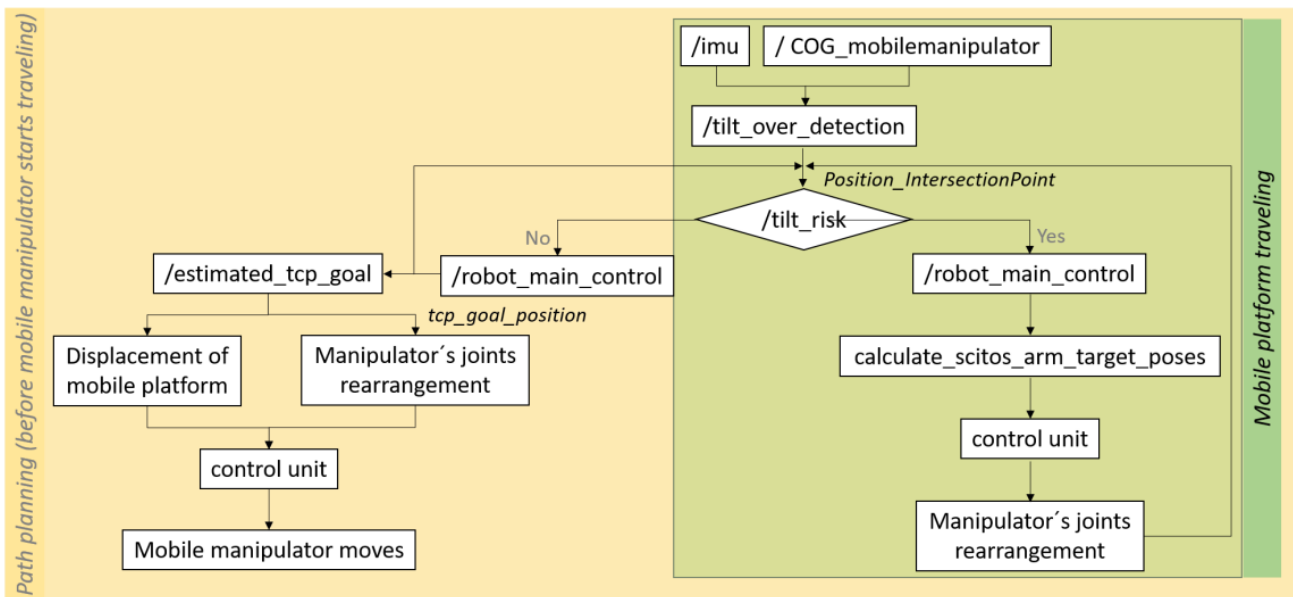 Path planning (before mobile manipulator starts traveling)
/imu
/ COG_mobilemanipulator
/tilt_over_detection
Position_IntersectionPoint
/tilt_risk
No
Yes
/estimated_tcp_goal
/robot_main_control
/robot_main_control
tcp_goal_position
Displacement of
mobile platform
Manipulator´s joints
rearrangement
calculate_scitos_arm_target_poses
control unit
control unit
Mobile manipulator moves
Manipulator´s joints
rearrangement
Mobile platform traveling